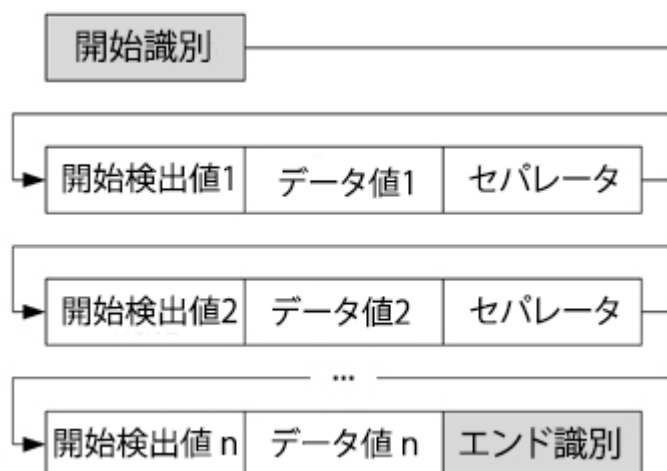 開始識別
開始検出値1 データ値1 セパレータ
開始検出値2 データ値2 セパレータ
...
開始検出値 n データ値 n エンド識別